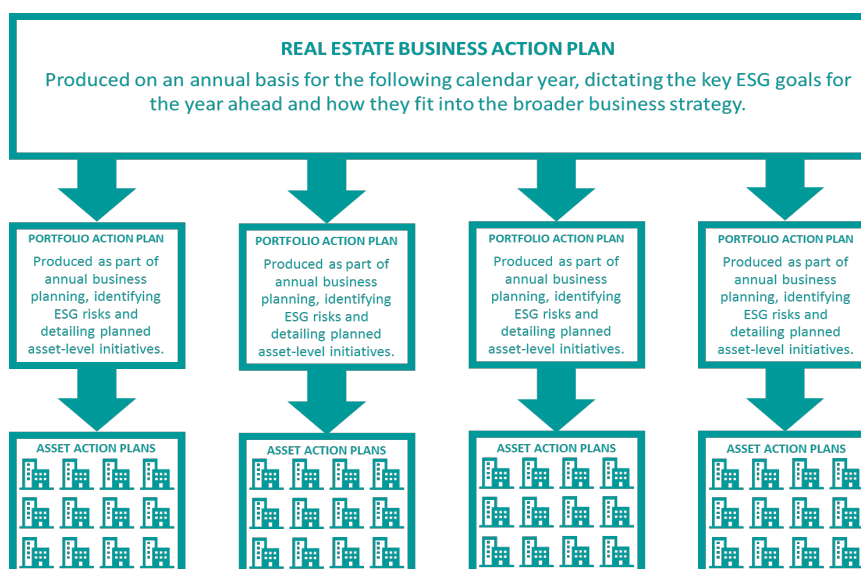 REAL ESTATE BUSINESS ACTION PLAN
Produced on an annual basis for the following calendar year, dictating the key ESG goals for
the year ahead and how they fit into the broader business strategy.
PORTFOLIO ACTION PLAN
Produced as part of
annual business
planning, identifying
ESG risks and
detailing planned
asset-level initiatives.
PORTFOLIO ACTION PLAN
Produced as part of
annual business
planning, identifying
ESG risks and
detailing planned
asset-level initiatives.
PORTFOLIO ACTION PLAN
Produced as part of
annual business
planning, identifying
ESG risks and
detailing planned
asset-level initiatives.
PORTFOLIO ACTION PLAN
Produced as part of
annual business
planning, identifying
ESG risks and
detailing planned
asset-level initiatives.
ASSET ACTION PLANS
ASSET ACTION PLANS
ASSET ACTION PLANS
ASSET ACTION PLANS